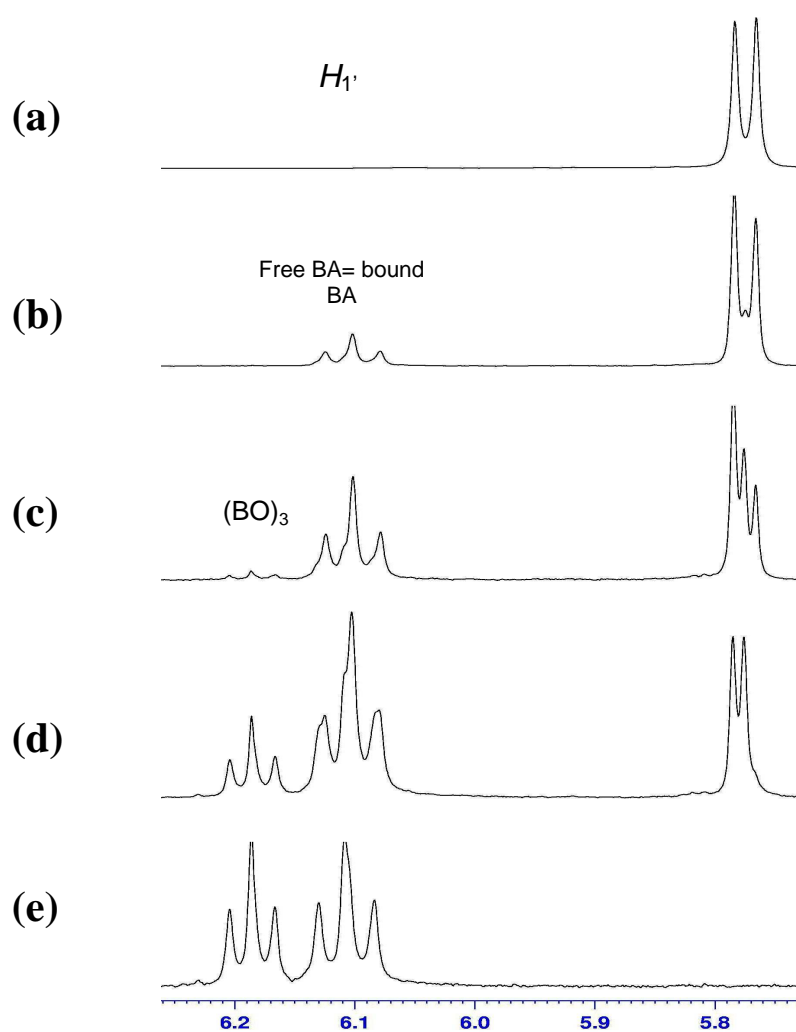 (a)
H1’
(b)
Free BA= bound
BA
(c)
(BO)3
(d)
(e)
6.2 6.1 6.0 5.9 5.8